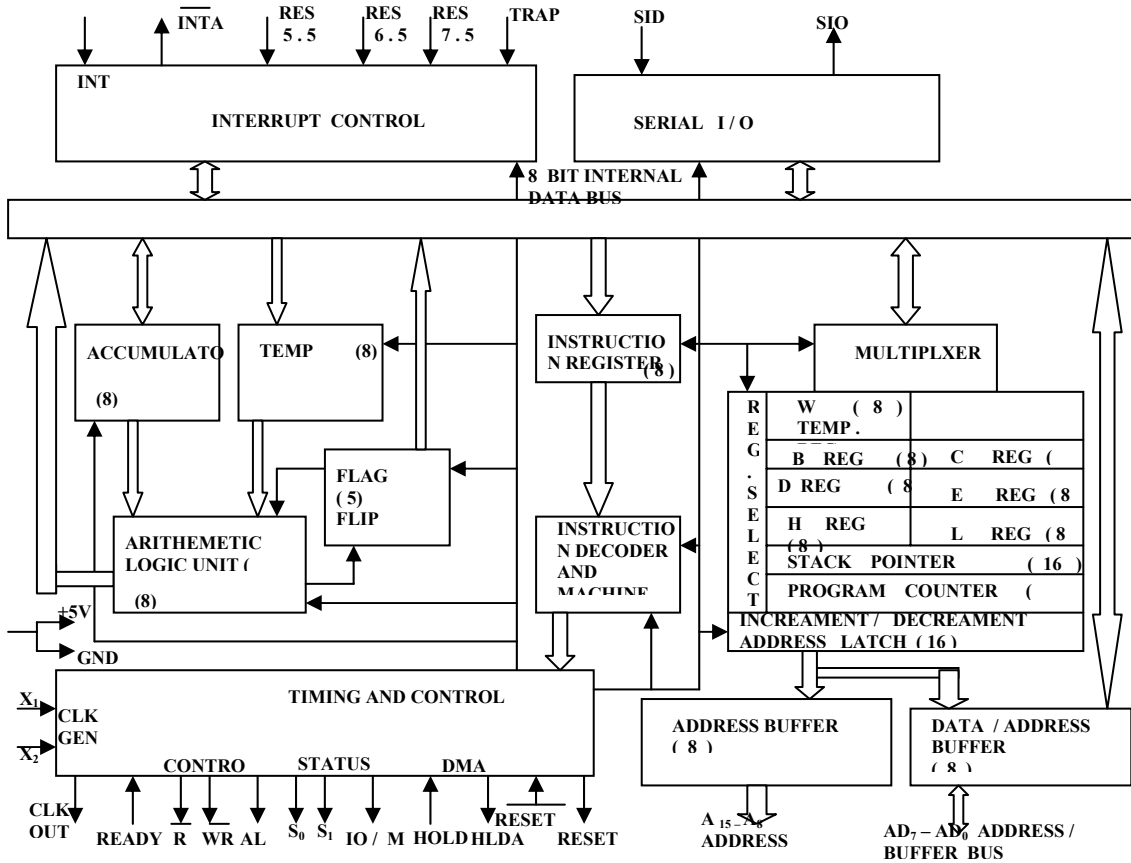 INTA
RES
5 . 5
RES
6 . 5
RES
7 . 5
TRAP
SID
SIO
INT
INTERRUPT CONTROL
SERIAL I / O
8 BIT INTERNAL
DATA BUS
ACCUMULATO
(8)
TEMP (8)
INSTRUCTIO
N REGISTER
( 8 )
MULTIPLXER
REG . SELECT
W ( 8 )
TEMP .
B REG ( 8 )
C REG (
D REG ( 8
E REG ( 8
H REG
( 8 )
L REG ( 8
STACK POINTER ( 16 )
PROGRAM COUNTER (
INCREAMENT / DECREAMENT
ADDRESS LATCH ( 16 )
FLAG
( 5 )
FLIP
ARITHEMETIC
LOGIC UNIT (
(8)
INSTRUCTIO
N DECODER
AND
MACHINE
+5V
GND
TIMING AND CONTROL
X1
CLK
GEN
X2
CONTRO
STATUS
DMA
ADDRESS BUFFER
( 8 )
DATA / ADDRESS
BUFFER
( 8 )
CLK
OUT
READY
R
WR
AL
S0
S1
IO / M
HOLD
HLDA
RESET
RESET
A 15 – A8
ADDRESS
AD7 – AD0 ADDRESS /
BUFFER BUS